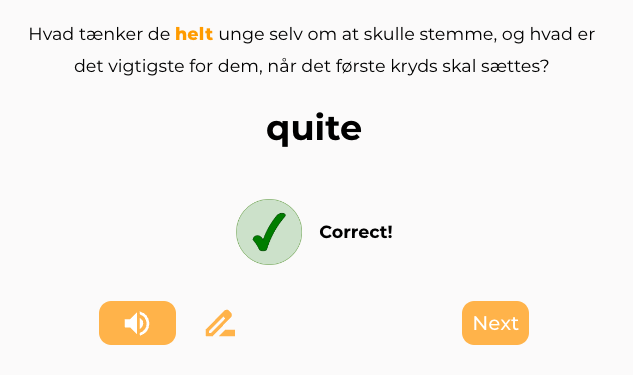 Hvad tænker de helt unge selv om at skulle stemme, og hvad er
det vigtigste for dem, når det første kryds skal sættes?
quite
Correct!
Next